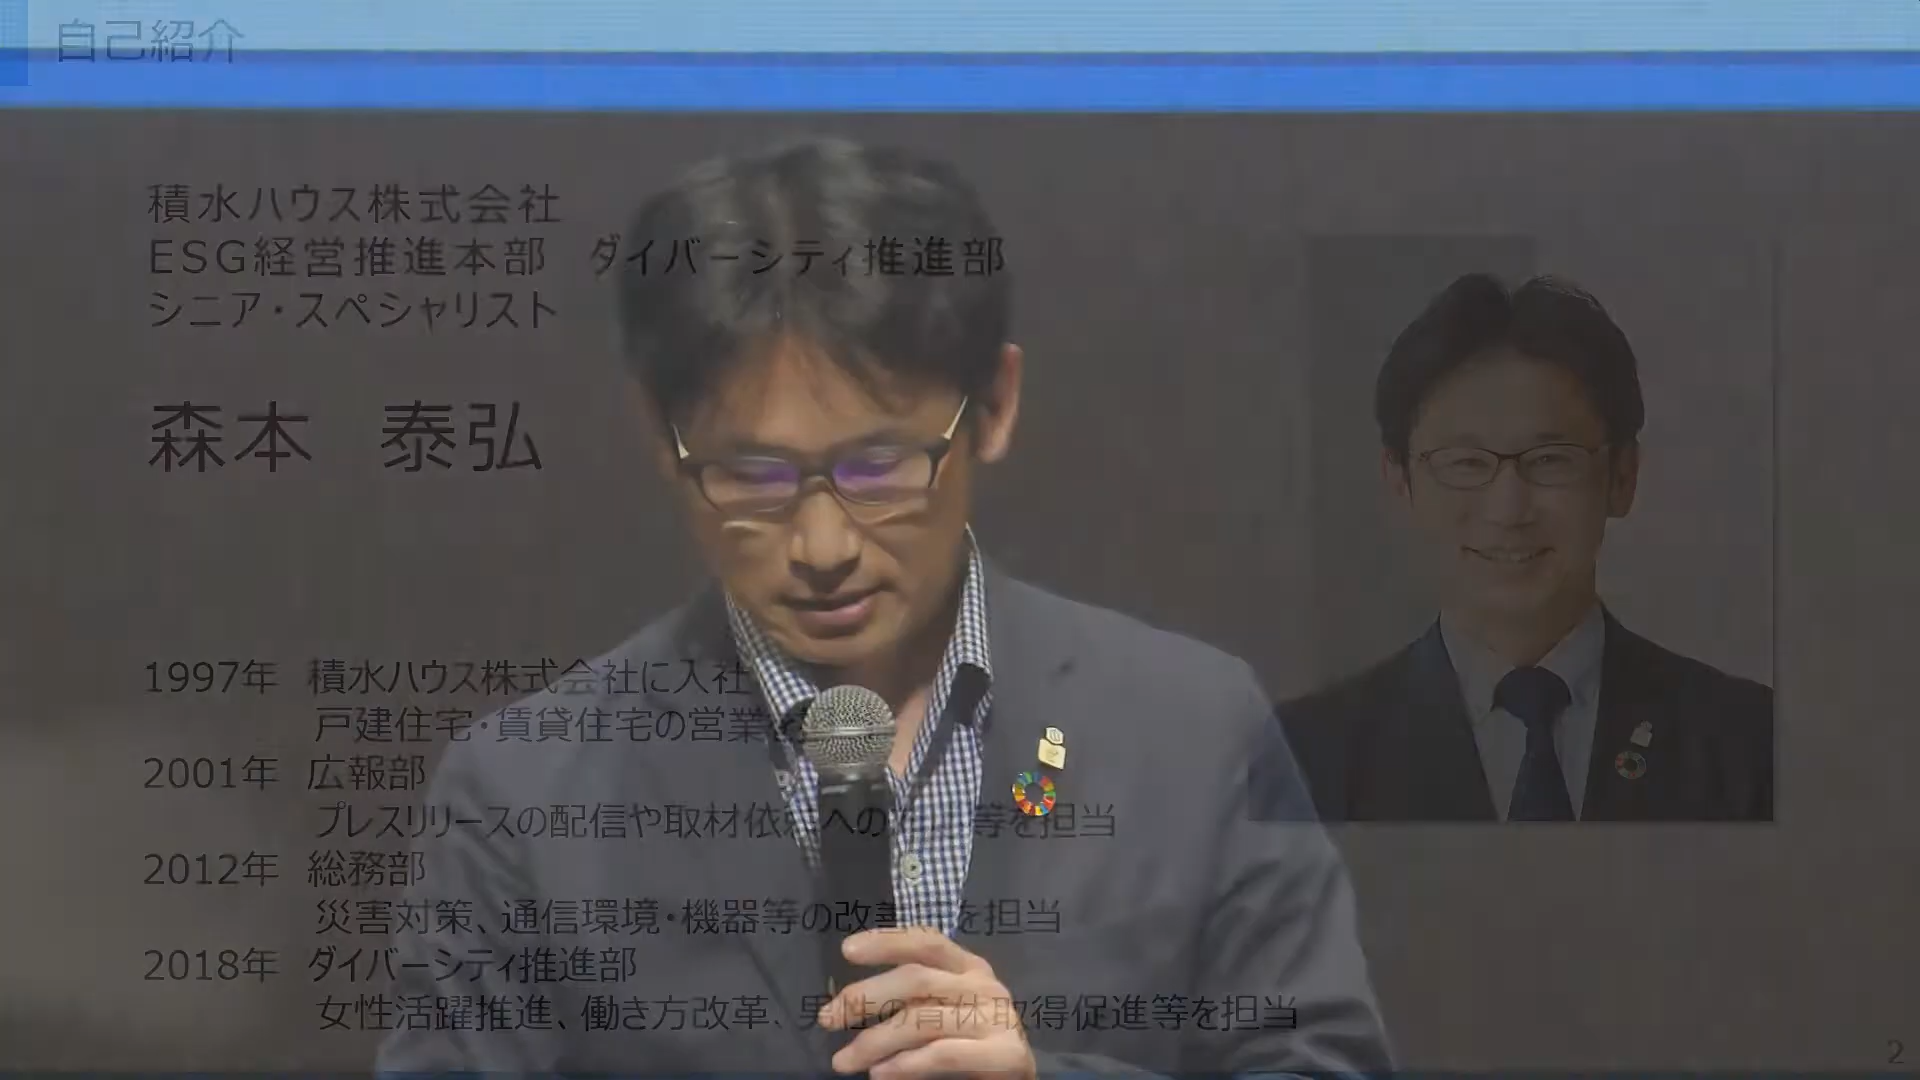 自己紹介
積水ハウス株式会社
ESG経営推進本部 ダイバーシティ推進部
シニア・スペシャリスト
森本 泰弘
1997年 積水ハウス株式会社に入社
戸建住宅・賃貸住宅の営業
2001年 広報部
プレスリリースの配信や取材依頼への 等を担当
2012年 総務部
災害対策、通信環境・機器等の改善 を担当
2018年 ダイバーシティ推進部
女性活躍推進、働き方改革、男性の育休取得促進等を担当
2